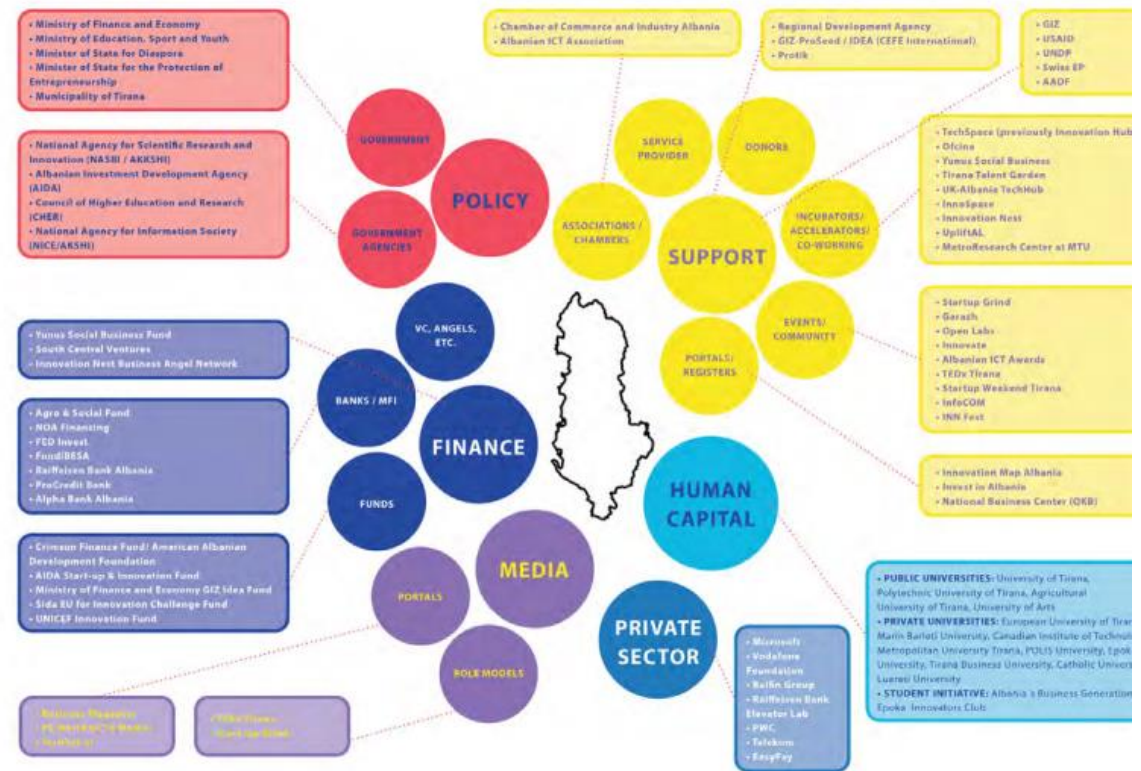 • Ministry of Finance and Economy
• Ministry of Education, Sport and Youth
• Minister of State for Diaspora
• Minister of State for the Protection of
Entrepreneurship
• Municipality of Tirana
• National Agency for Scientific Research and
Innovation (NASRI / AKKSHI)
• Albanian Investment Development Agency
(AIDA)
• Council of Higher Education and Research
(CHER)
• National Agency for Information Society
(NICE/AKSHI)
GOVERNMENT
GOVERNMENT
AGENCIES
POLICY
• Chamber of Commerce and Industry Albania
• Albanian ICT Association
• Regional Development Agency
• GIZ ProSeed / IDEA (CEFE International)
• Protik
• GIZ
• USAID
• UNDP
• Swiss EP
• AADF
SERVICE
PROVIDER
DONORS
ASSOCIATIONS /
CHAMBERS
SUPPORT
INCUBATORS/
ACCELERATORS/
CO-WORKING
EVENTS/
COMMUNITY
PORTALS/
REGISTERS
• TechSpace (previously Innovation Hub
• Oficina
• Yunus Social Business
• Tirana Talent Garden
• UK-Albania TechHub
• InnoSpace
• Innovation Nest
• UpliftAL
• MetroResearch Center at MTU
• Startup Grind
• Garazh
• Open Labs
• Innovate
• Albanian ICT Awards
• TEDx Tirana
• Startup Weekend Tirana
• InfoCOM
• INN Fest
• Innovation Map Albania
• Invest in Albania
• National Business Center (QKB)
• Yunus Social Business Fund
• South Central Ventures
• Innovation Nest Business Angel Network
• Agro & Social Fund
• NOA Financing
• FED Invest
• Fundi BESA
• Raiffeisen Bank Albania
• ProCredit Bank
• Alpha Bank Albania
• Crimson Finance Fund/ American Albanian
Development Foundation
• AIDA Start-up & Innovation Fund
• Ministry of Finance and Economy GIZ Idea Fund
• Sida EU for Innovation Challenge Fund
• UNICEF Innovation Fund
VC, ANGELS,
ETC.
BANKS / MFI
FINANCE
FUNDS
MEDIA
PORTALS
ROLE MODELS
HUMAN
CAPITAL
PRIVATE
SECTOR
• Microsoft
• Vodafone
Foundation
• Balfin Group
• Raiffeisen Bank
Elevator Lab
• PWC
• Telekom
• EasyPay
• PUBLIC UNIVERSITIES: University of Tirana,
Polytechnic University of Tirana, Agricultural
University of Tirana, University of Arts
• PRIVATE UNIVERSITIES: European University of Tiran
Marin Barleti University, Canadian Institute of Technol
Metropolitan University Tirana, POLIS University, Epok
University, Tirana Business University, Catholic Univers
Luarasi University
• STUDENT INITIATIVE: Albania's Business Generation
Epoka Innovators Club